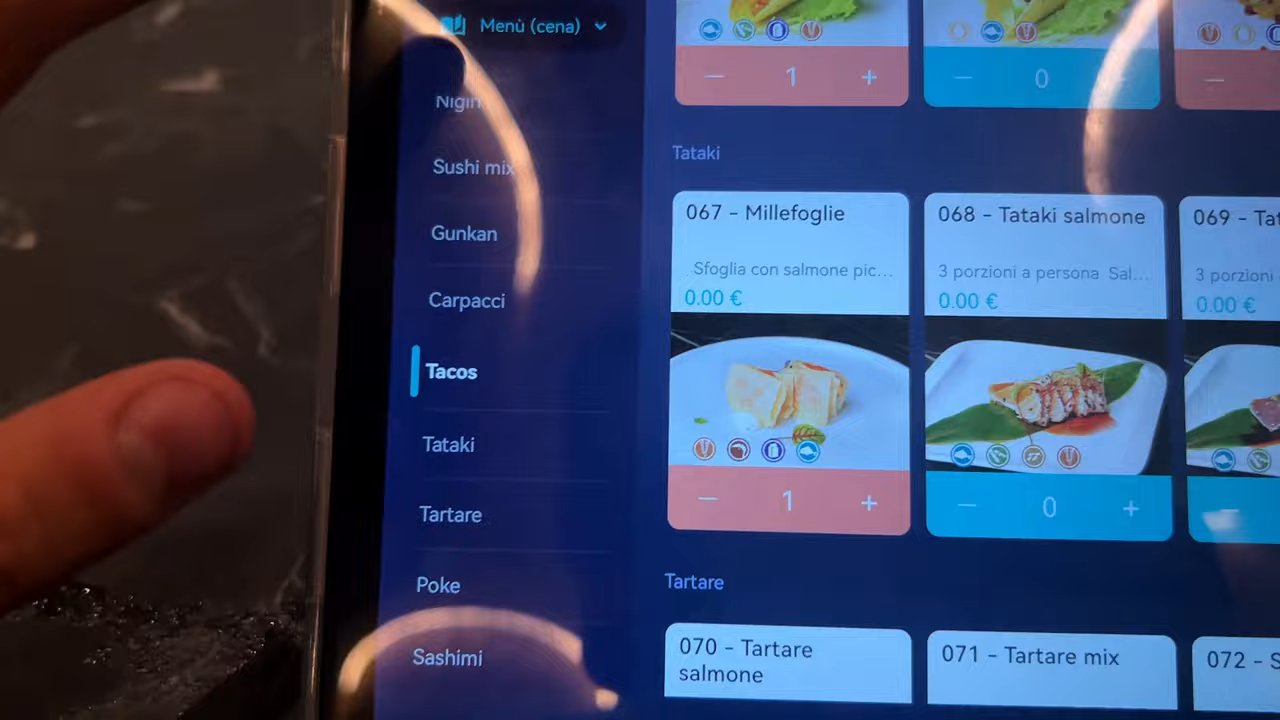 Menù (cena)
Nigiri
Sushi mix
Gunkan
Carpacci
Tacos
Tataki
Tartare
Poke
Sashimi
1
0
Tataki
067 - Millefoglie
Sfoglia con salmone pic...
0.00 €
1
068 - Tataki salmone
3 porzioni a persona Sal...
0.00 €
0
069 - Tat
3 porzioni
0.00 €
Tartare
070 - Tartare
salmone
071 - Tartare mix
072 - S